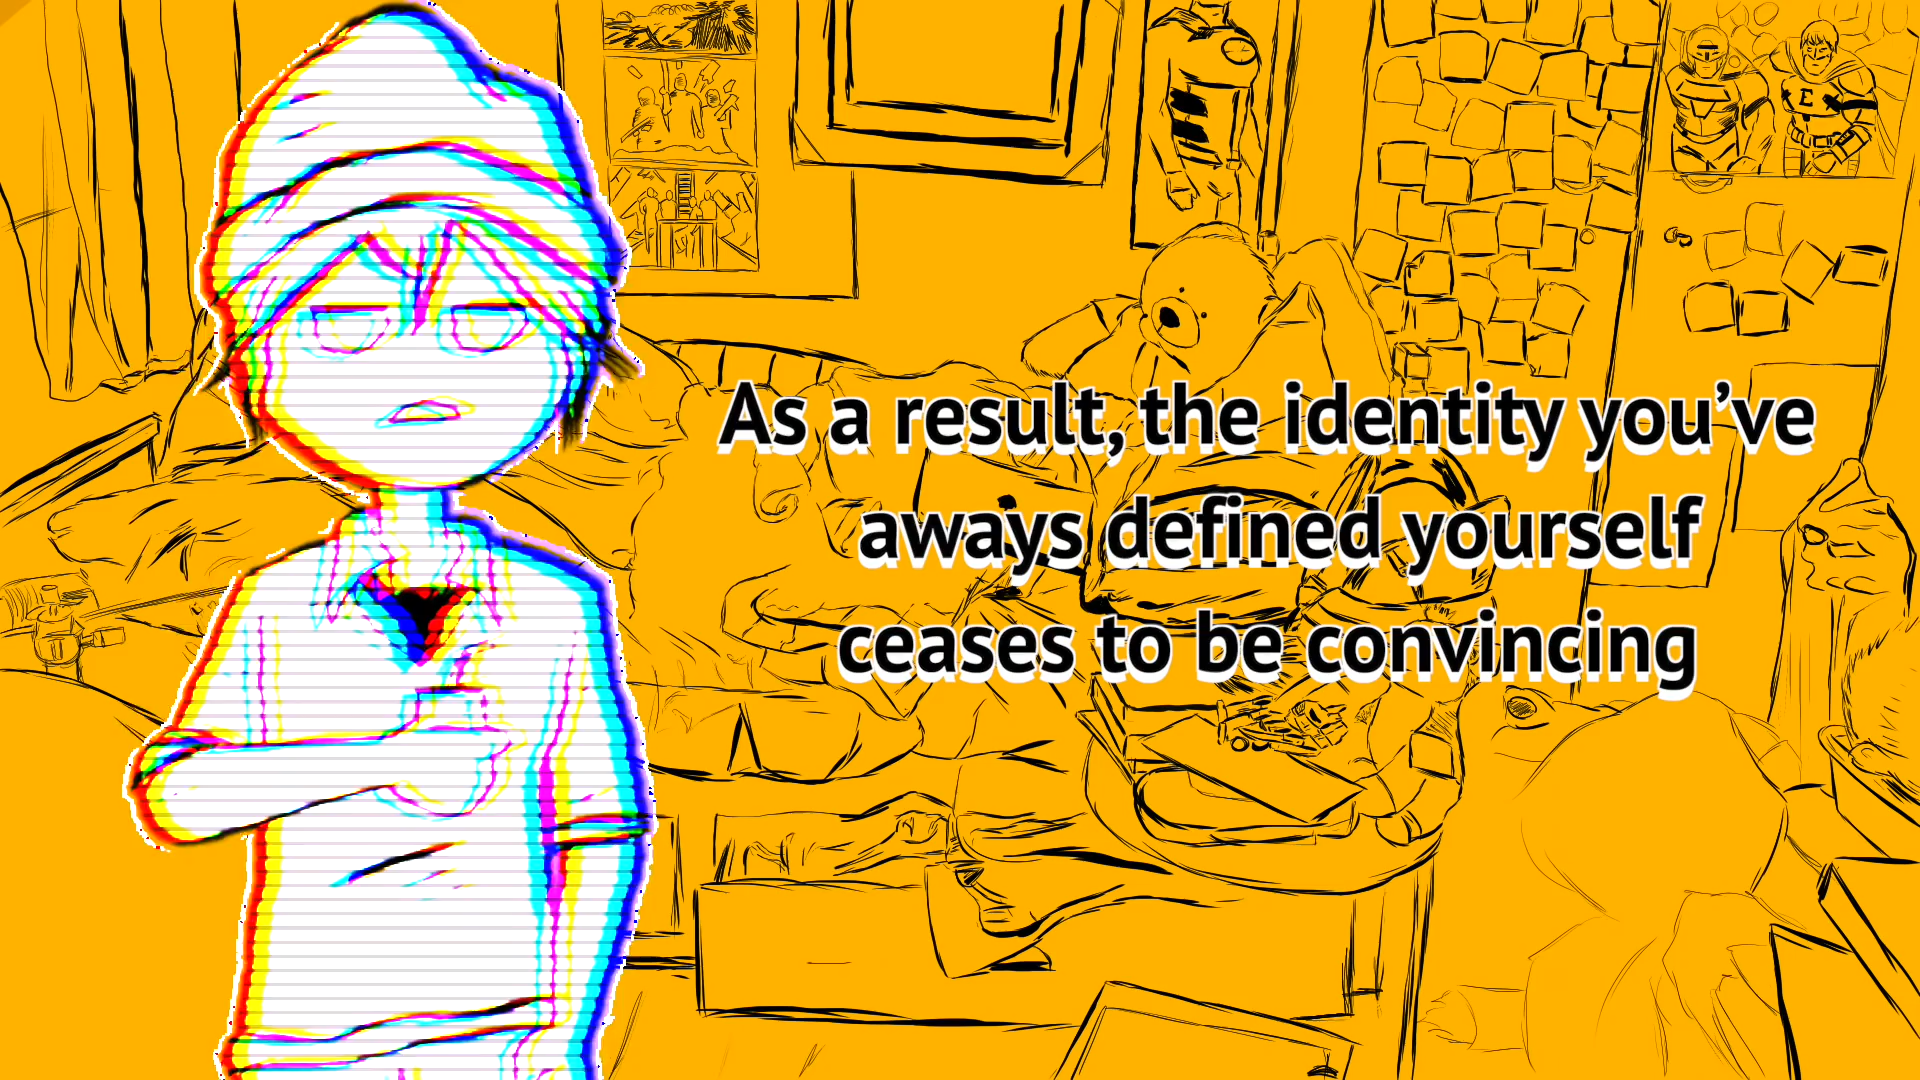 E
As a result, the identity you’ve
aways defined yourself
ceases to be convincing